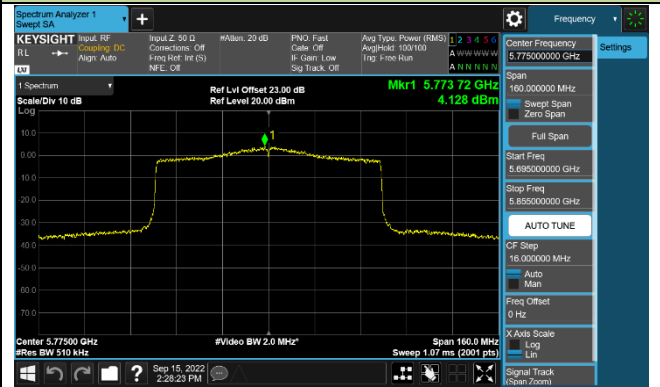 Spectrum Analyzer 1
Swept SA
Frequency
KEYSIGHT
RL
LXI
Input: RF
Coupling: DC
Align: Auto
Input Z: 50 Ω
Corrections: Off
Freq Ref: Int (S)
NFE: Off
#Atten: 20 dB
PNO: Fast
Gate: Off
IF Gain: Low
Sig Track: Off
Avg Type: Power (RMS)
Avg|Hold: 100/100
Trig: Free Run
1 2 3 4 5 6
A W W W W W
A N N N N N
1 Spectrum
Scale/Div 10 dB
Log
Ref Lvl Offset 23.00 dB
Ref Level 20.00 dBm
Mkr1 5.773 72 GHz
4.128 dBm
1
10.0
0.00
-10.0
-20.0
-30.0
-40.0
-50.0
-60.0
-70.0
Center 5.77500 GHz
#Res BW 510 kHz
#Video BW 2.0 MHz*
Span 160.0 MHz
Sweep 1.07 ms (2001 pts)
Center Frequency
5.775000000 GHz
Settings
Span
160.000000 MHz
Swept Span
Zero Span
Full Span
Start Freq
5.695000000 GHz
Stop Freq
5.855000000 GHz
AUTO TUNE
CF Step
16.000000 MHz
Auto
Man
Freq Offset
0 Hz
X Axis Scale
Log
Lin
Signal Track
(Span Zoom)
Sep 15, 2022
2:28:23 PM